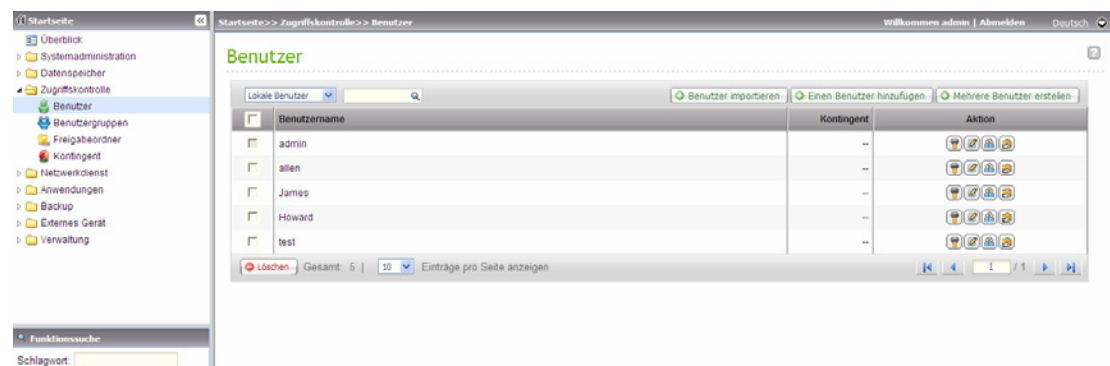 Startseite
Startseite>> Zugriffskontrolle>> Benutzer
Willkommen admin | Abmelden
Deutsch
Überblick
Systemadministration
Datenspeicher
Zugriffskontrolle
Benutzer
Benutzergruppen
Freigabeordner
Kontingent
Netzwerkdienst
Anwendungen
Backup
Externes Gerät
Verwaltung
Funktionssuche
Schlagwort:
Benutzer
Lokale Benutzer
Benutzer importieren
Einen Benutzer hinzufügen
Mehrere Benutzer erstellen
Benutzername Kontingent Aktion
admin --
allen --
James --
Howard --
test --
Löschen Gesamt: 5 | 10 Einträge pro Seite anzeigen 1 / 1